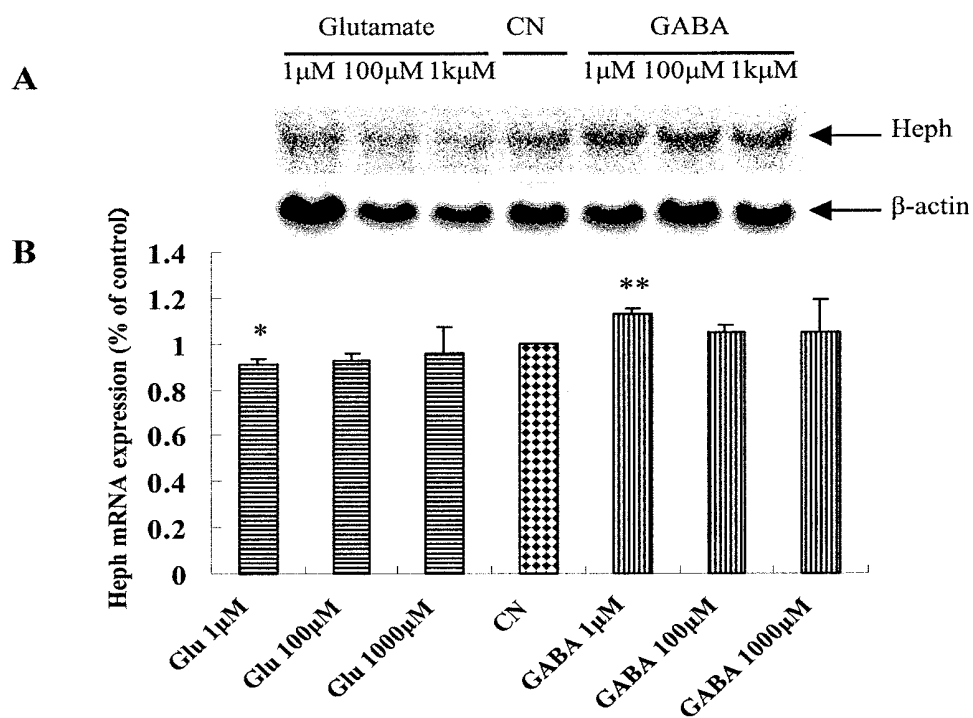 Glutamate CN GABA
A
1μM 100μM 1kμM 1μM 100μM 1kμM
Heph
β-actin
B
Heph mRNA expression (% of control)
1.4
1.2
1
0.8
0.6
0.4
0.2
0
*
**
Glu 1μM
Glu 100μM
Glu 1000μM
CN
GABA 1μM
GABA 100μM
GABA 1000μM